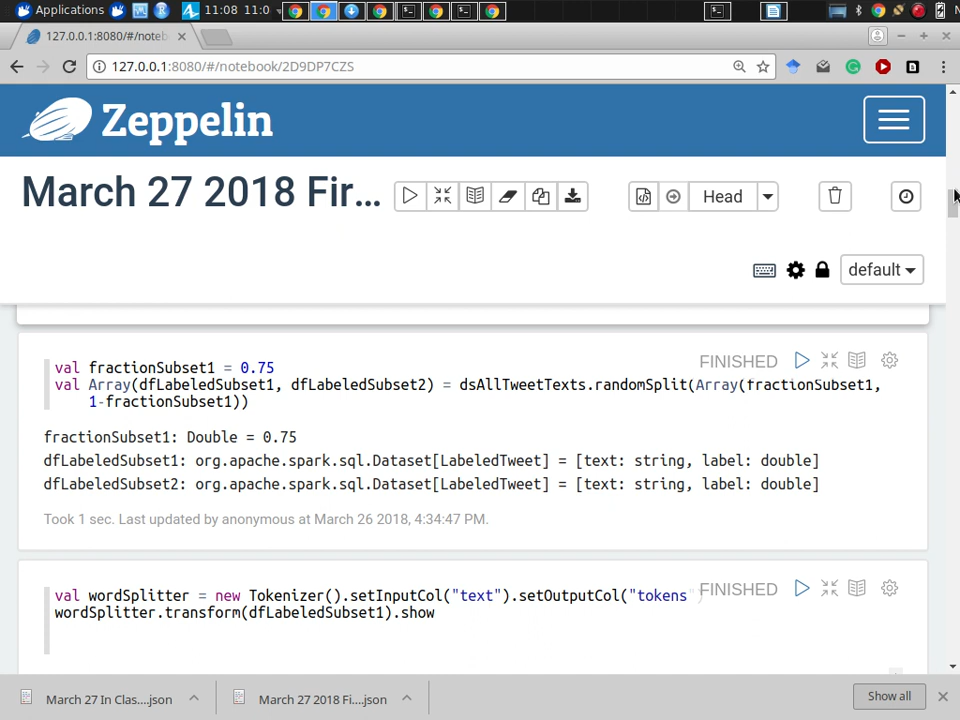 Applications 11:08 11:0
127.0.0.1:8080/#/noteb
127.0.0.1:8080/#/notebook/2D9DP7CZS
Zeppelin
March 27 2018 Fir... Head
default
FINISHED
val fractionSubset1 = 0.75
val Array(dfLabeledSubset1, dfLabeledSubset2) = dsAllTweetTexts.randomSplit(Array(fractionSubset1,
1-fractionSubset1))
fractionSubset1: Double = 0.75
dfLabeledSubset1: org.apache.spark.sql.Dataset[LabeledTweet] = [text: string, label: double]
dfLabeledSubset2: org.apache.spark.sql.Dataset[LabeledTweet] = [text: string, label: double]
Took 1 sec. Last updated by anonymous at March 26 2018, 4:34:47 PM.
FINISHED
val wordSplitter = new Tokenizer().setInputCol("text").setOutputCol("tokens")
wordSplitter.transform(dfLabeledSubset1).show
March 27 In Clas....json March 27 2018 Fi....json Show all